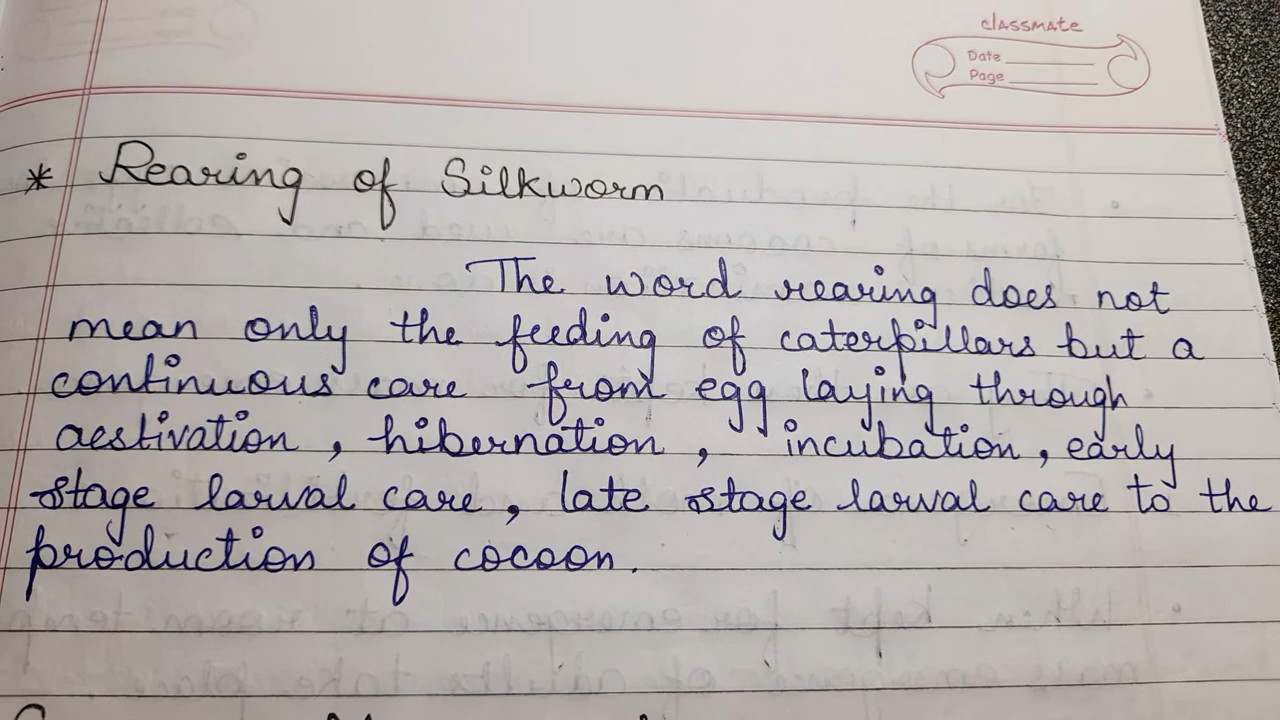 classmate
Date
Page
* Rearing of Silkworm
The word rearing does not
mean only the feeding of caterpillars but a
continuous care from egg laying through
aestivation, hibernation, incubation, early
stage larval care, late stage larval care to the
production of cocoon.